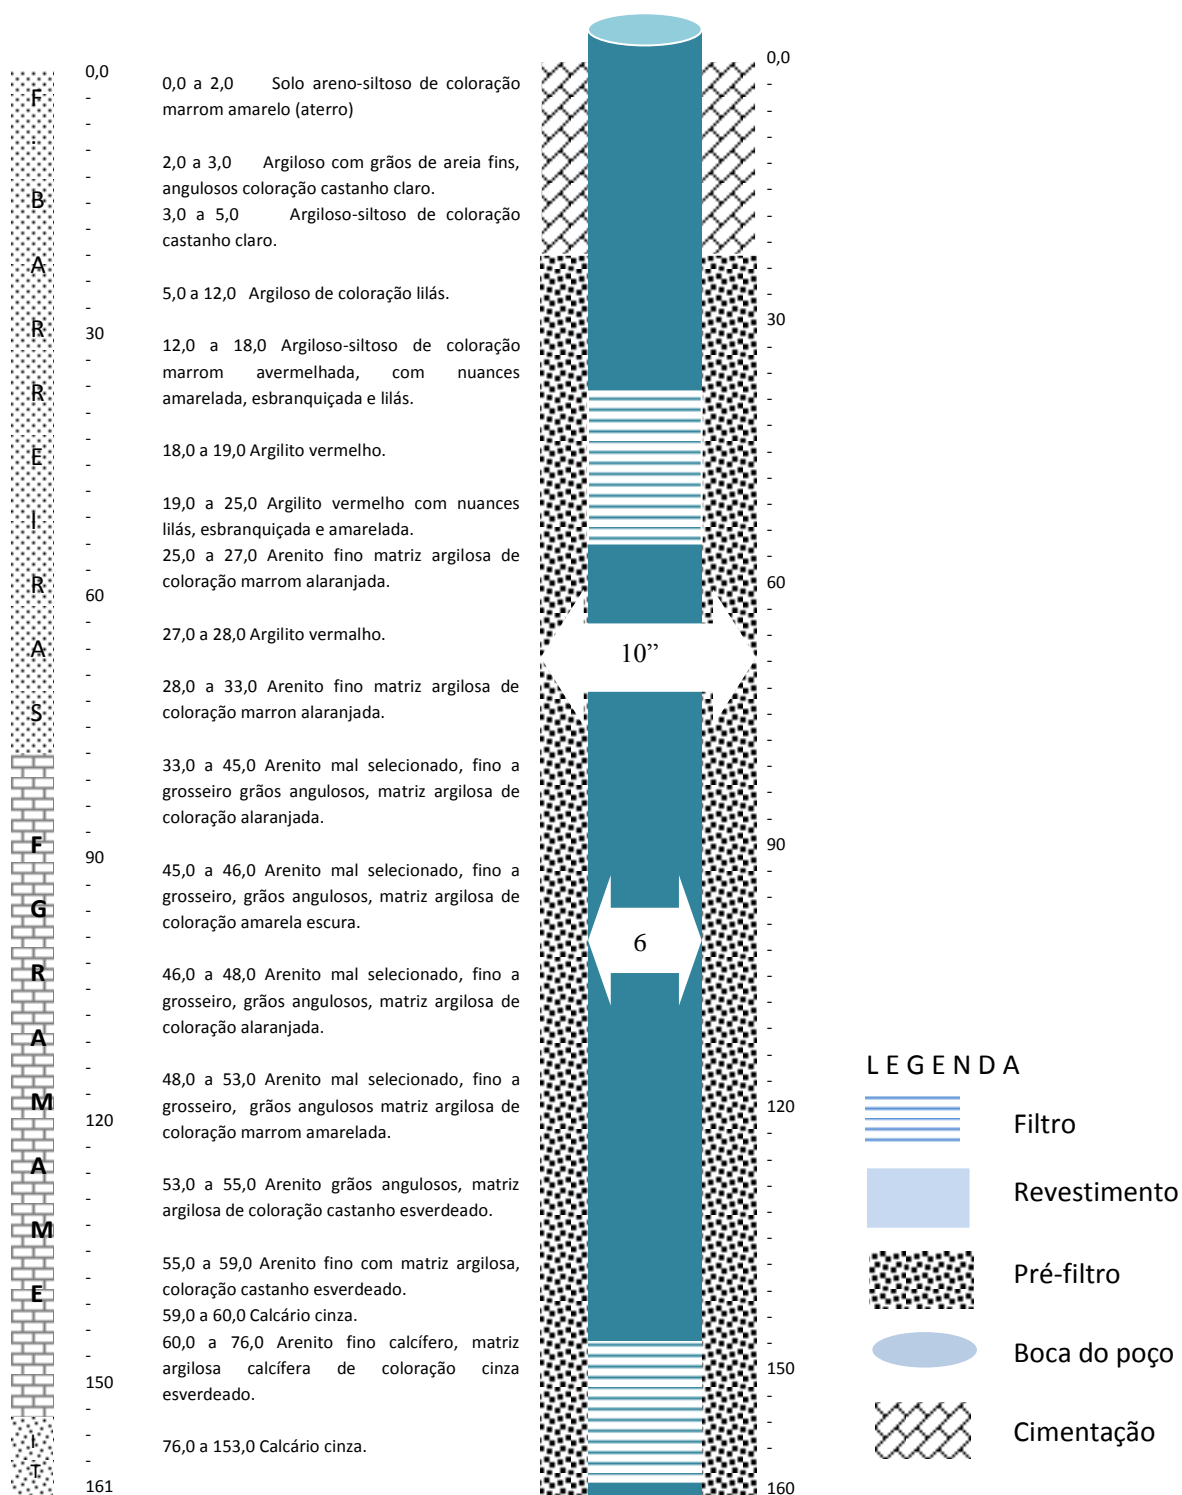 F
.
B
A
R
R
E
I
R
A
S
F
G
R
A
M
A
M
E
I
T
0,0
-
-
-
-
-
-
-
-
-
30
-
-
-
-
-
-
-
-
-
60
-
-
-
-
-
-
-
-
-
90
-
-
-
-
-
-
-
-
-
120
-
-
-
-
-
-
-
-
-
150
-
-
-
161
0,0 a 2,0 Solo areno-siltoso de coloração
marrom amarelo (aterro)
2,0 a 3,0 Argiloso com grãos de areia fins,
angulosos coloração castanho claro.
3,0 a 5,0 Argiloso-siltoso de coloração
castanho claro.
5,0 a 12,0 Argiloso de coloração lilás.
12,0 a 18,0 Argiloso-siltoso de coloração
marrom avermelhada, com nuances
amarelada, esbranquiçada e lilás.
18,0 a 19,0 Argilito vermelho.
19,0 a 25,0 Argilito vermelho com nuances
lilás, esbranquiçada e amarelada.
25,0 a 27,0 Arenito fino matriz argilosa de
coloração marrom alaranjada.
27,0 a 28,0 Argilito vermalho.
28,0 a 33,0 Arenito fino matriz argilosa de
coloração marron alaranjada.
33,0 a 45,0 Arenito mal selecionado, fino a
grosseiro grãos angulosos, matriz argilosa de
coloração alaranjada.
45,0 a 46,0 Arenito mal selecionado, fino a
grosseiro, grãos angulosos, matriz argilosa de
coloração amarela escura.
46,0 a 48,0 Arenito mal selecionado, fino a
grosseiro, grãos angulosos, matriz argilosa de
coloração alaranjada.
48,0 a 53,0 Arenito mal selecionado, fino a
grosseiro, grãos angulosos matriz argilosa de
coloração marrom amarelada.
53,0 a 55,0 Arenito grãos angulosos, matriz
argilosa de coloração castanho esverdeado.
55,0 a 59,0 Arenito fino com matriz argilosa,
coloração castanho esverdeado.
59,0 a 60,0 Calcário cinza.
60,0 a 76,0 Arenito fino calcífero, matriz
argilosa calcífera de coloração cinza
esverdeado.
76,0 a 153,0 Calcário cinza.
10”
6
0,0
-
-
-
-
-
-
-
-
-
30
-
-
-
-
-
-
-
-
-
60
-
-
-
-
-
-
-
-
-
90
-
-
-
-
-
-
-
-
-
120
-
-
-
-
-
-
-
-
-
150
-
-
-
-
160
L E G E N D A
Filtro
Revestimento
Pré-filtro
Boca do poço
Cimentação